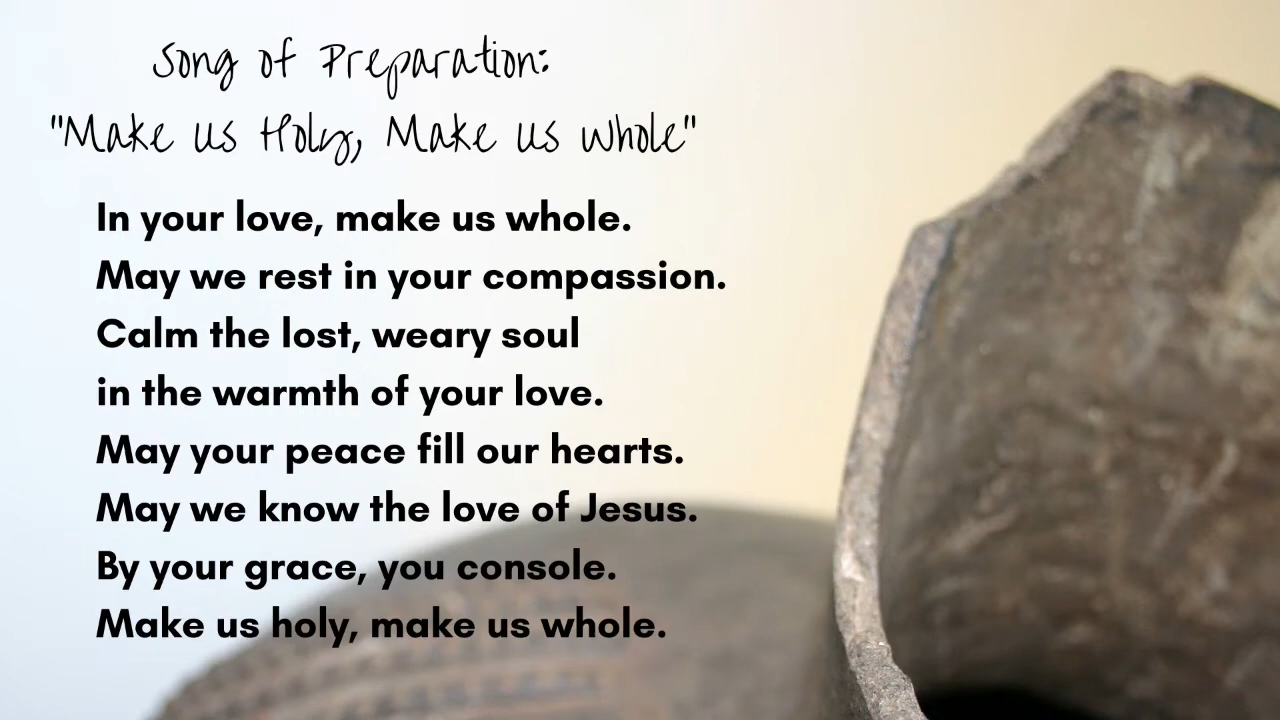 Song of Preparation:
"Make us Holy, Make us whole"
In your love, make us whole.
May we rest in your compassion.
Calm the lost, weary soul
in the warmth of your love.
May your peace fill our hearts.
May we know the love of Jesus.
By your grace, you console.
Make us holy, make us whole.